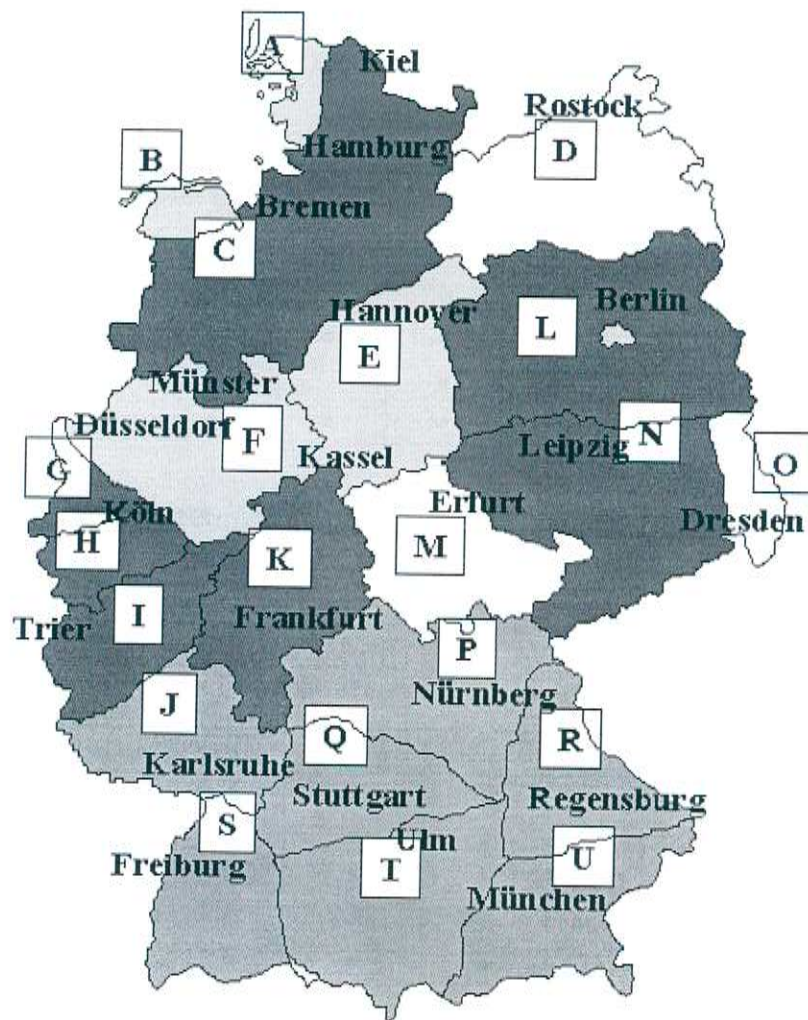 A
Kiel
Rostock
D
B
Hamburg
Bremen
C
Hannover
Berlin
L
E
Münster
Düsseldorf
F
N
Leipzig
Kassel
G
O
Erfurt
Köln
Dresden
H
K
M
I
Trier
Frankfurt
P
Nürnberg
J
Q
R
Karlsruhe
Stuttgart
Regensburg
S
Ulm
U
Freiburg
T
München